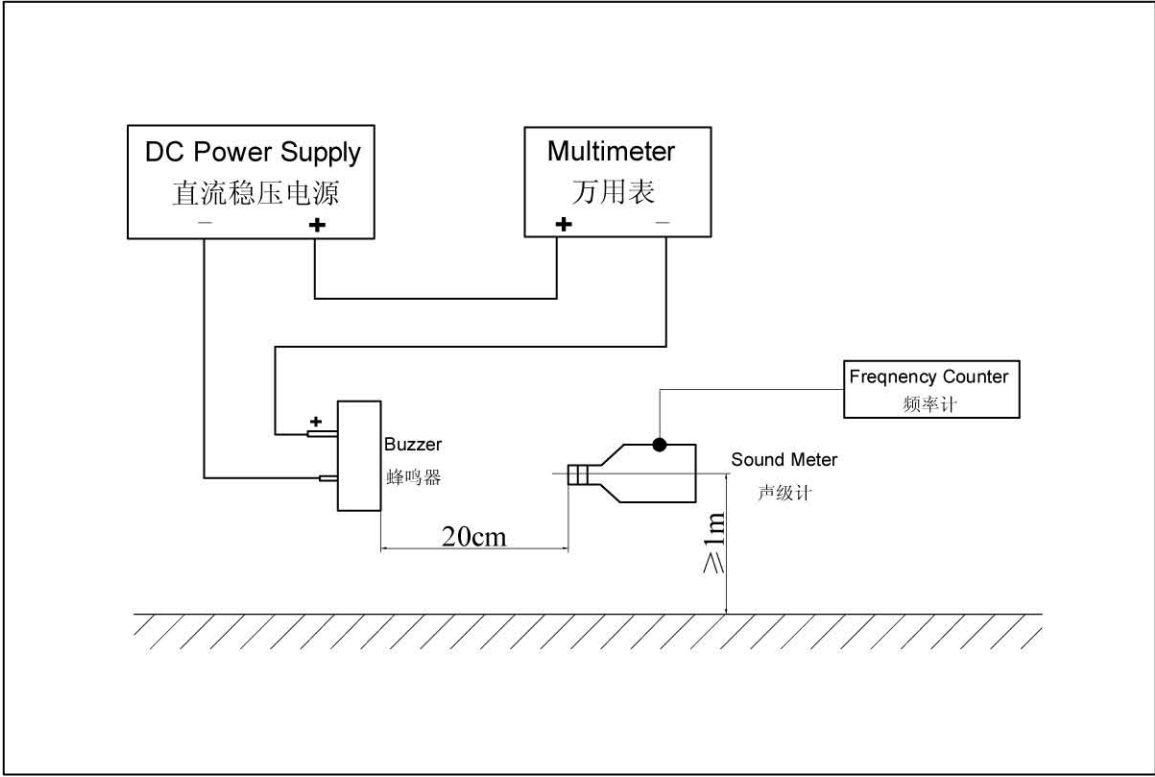 DC Power Supply
直流稳压电源
− +
Multimeter
万用表
+ −
Freqnency Counter
频率计
+
Buzzer
蜂鸣器
Sound Meter
声级计
20cm
≥1m